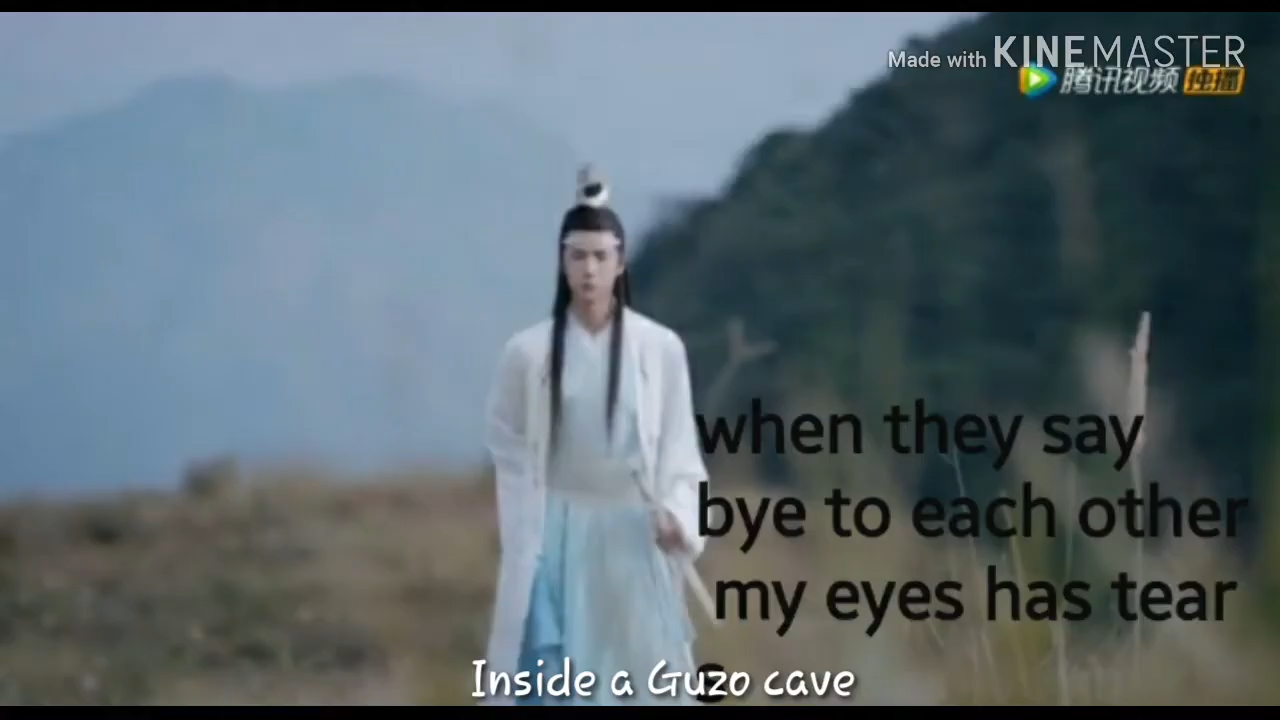 Made with KINEMASTER
腾讯视频 独播
when they say
bye to each other
my eyes has tear
s
Inside a Guzo cave